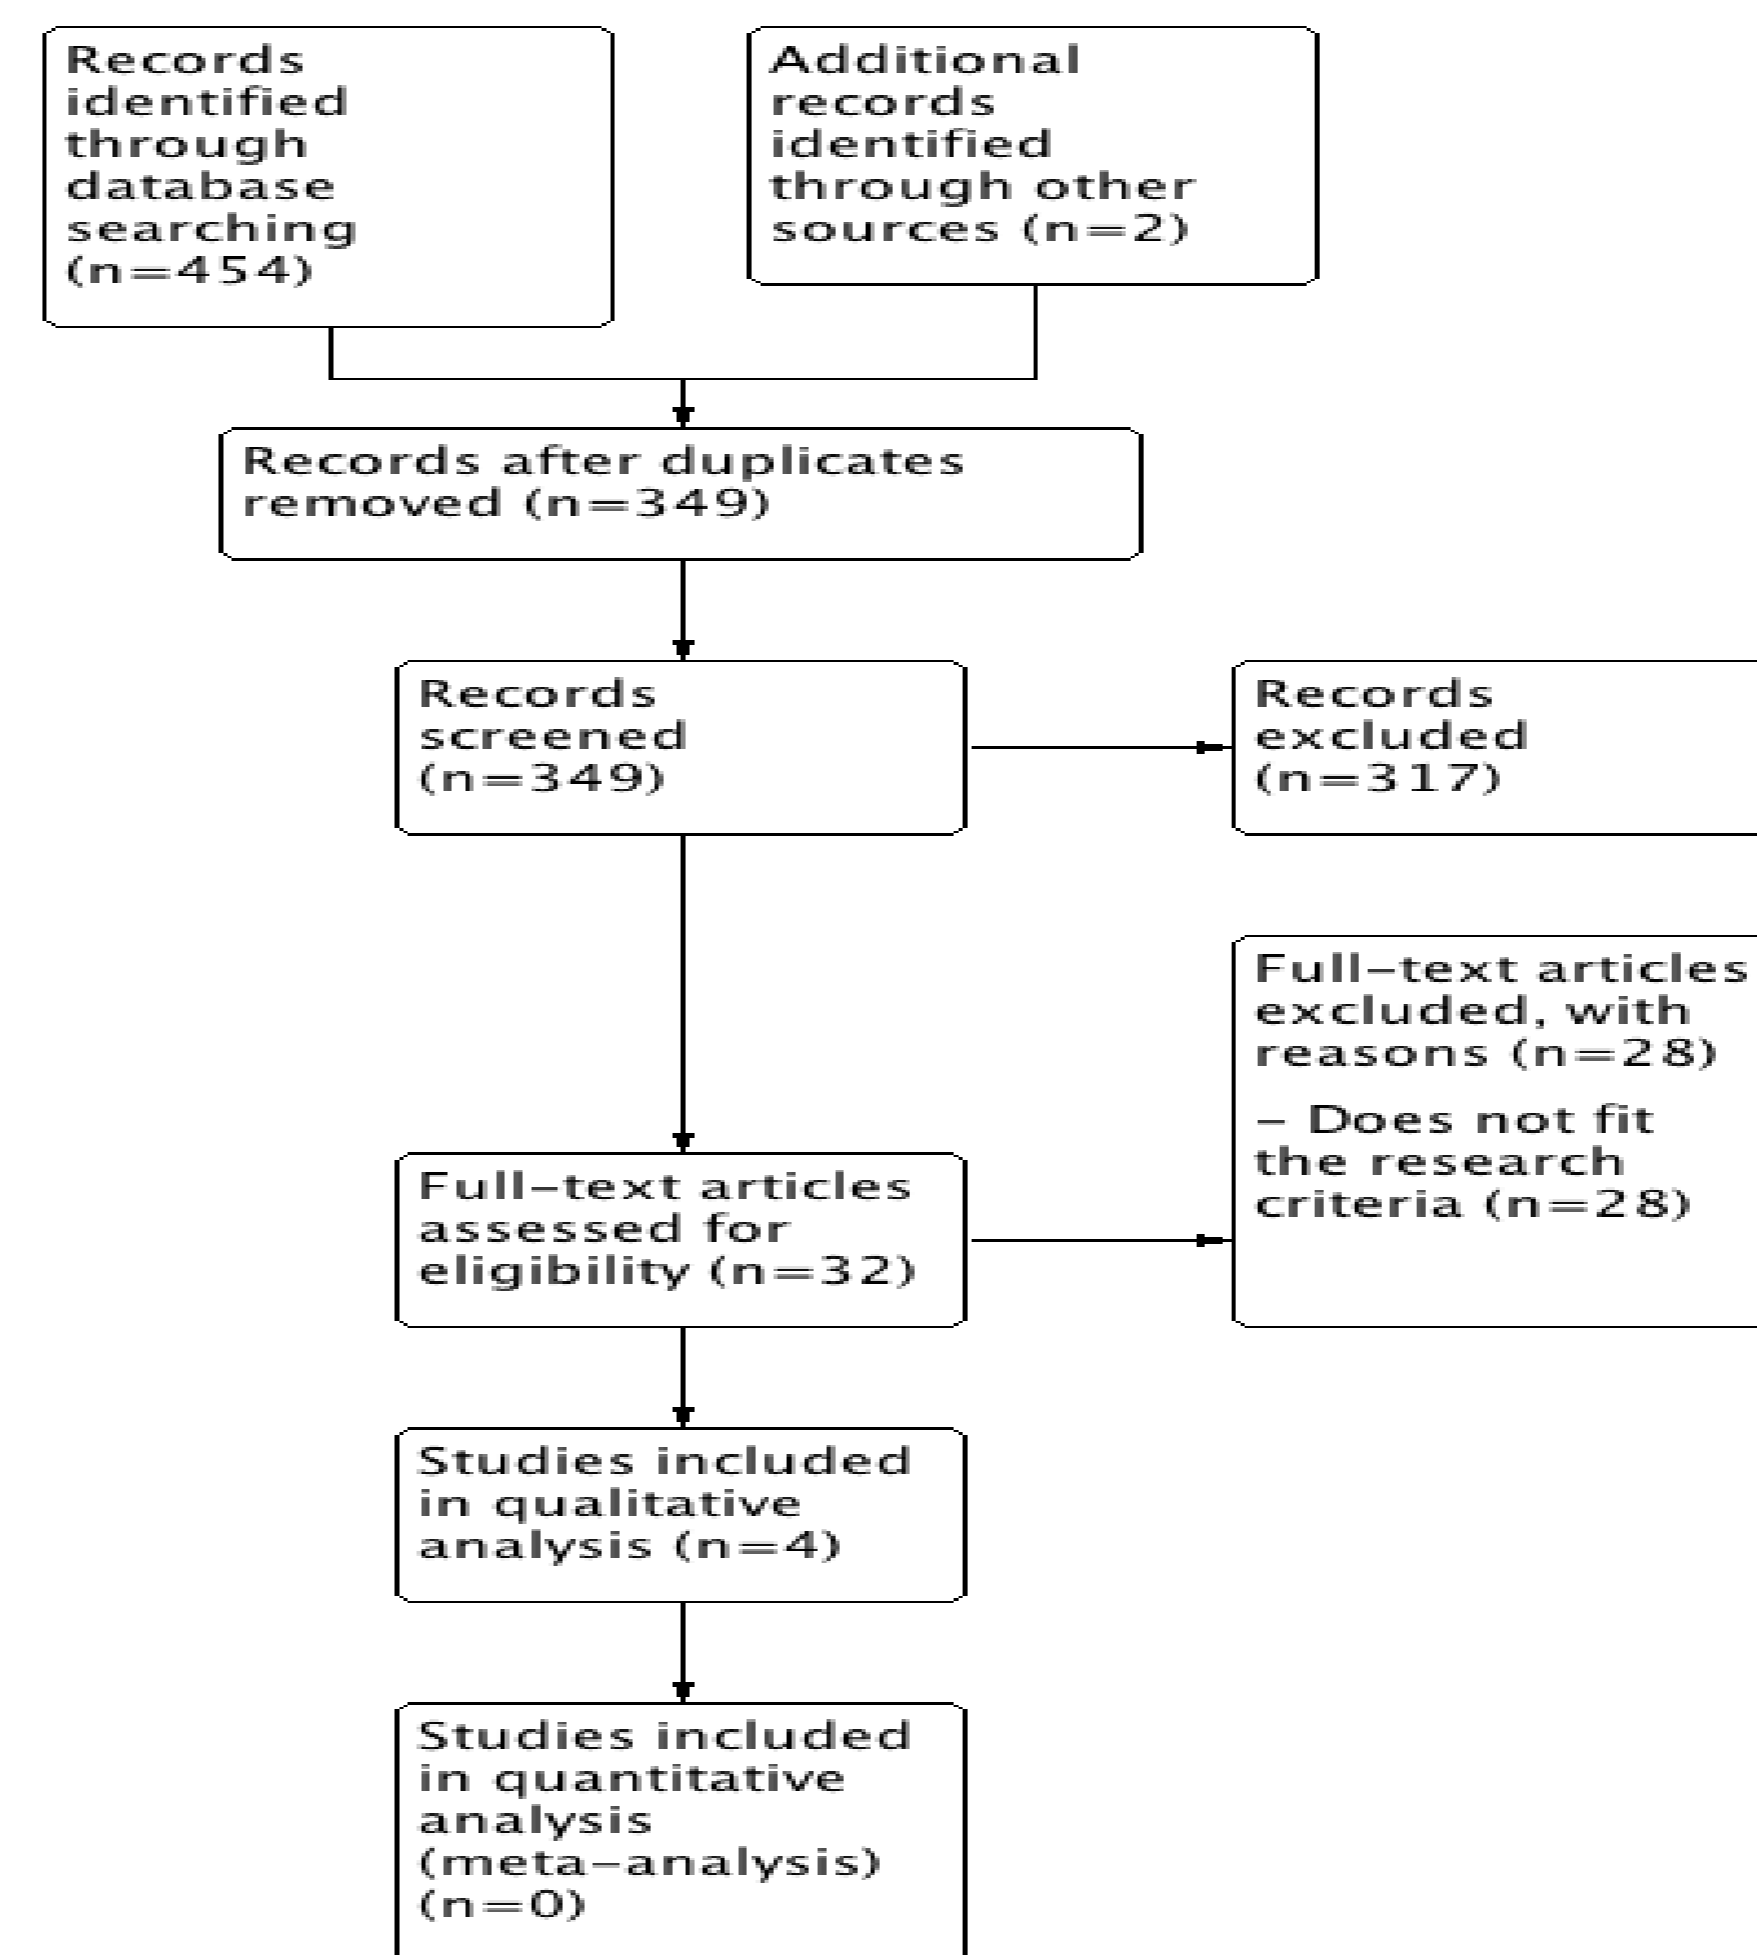 Records
identified
through
database
searching
(n=454)
Additional
records
identified
through other
sources (n=2)
Records after duplicates
removed (n=349)
Records
screened
(n=349)
Records
excluded
(n=317)
Full–text articles
excluded, with
reasons (n=28)
– Does not fit
the research
criteria (n=28)
Full–text articles
assessed for
eligibility (n=32)
Studies included
in qualitative
analysis (n=4)
Studies included
in quantitative
analysis
(meta–analysis)
(n=0)